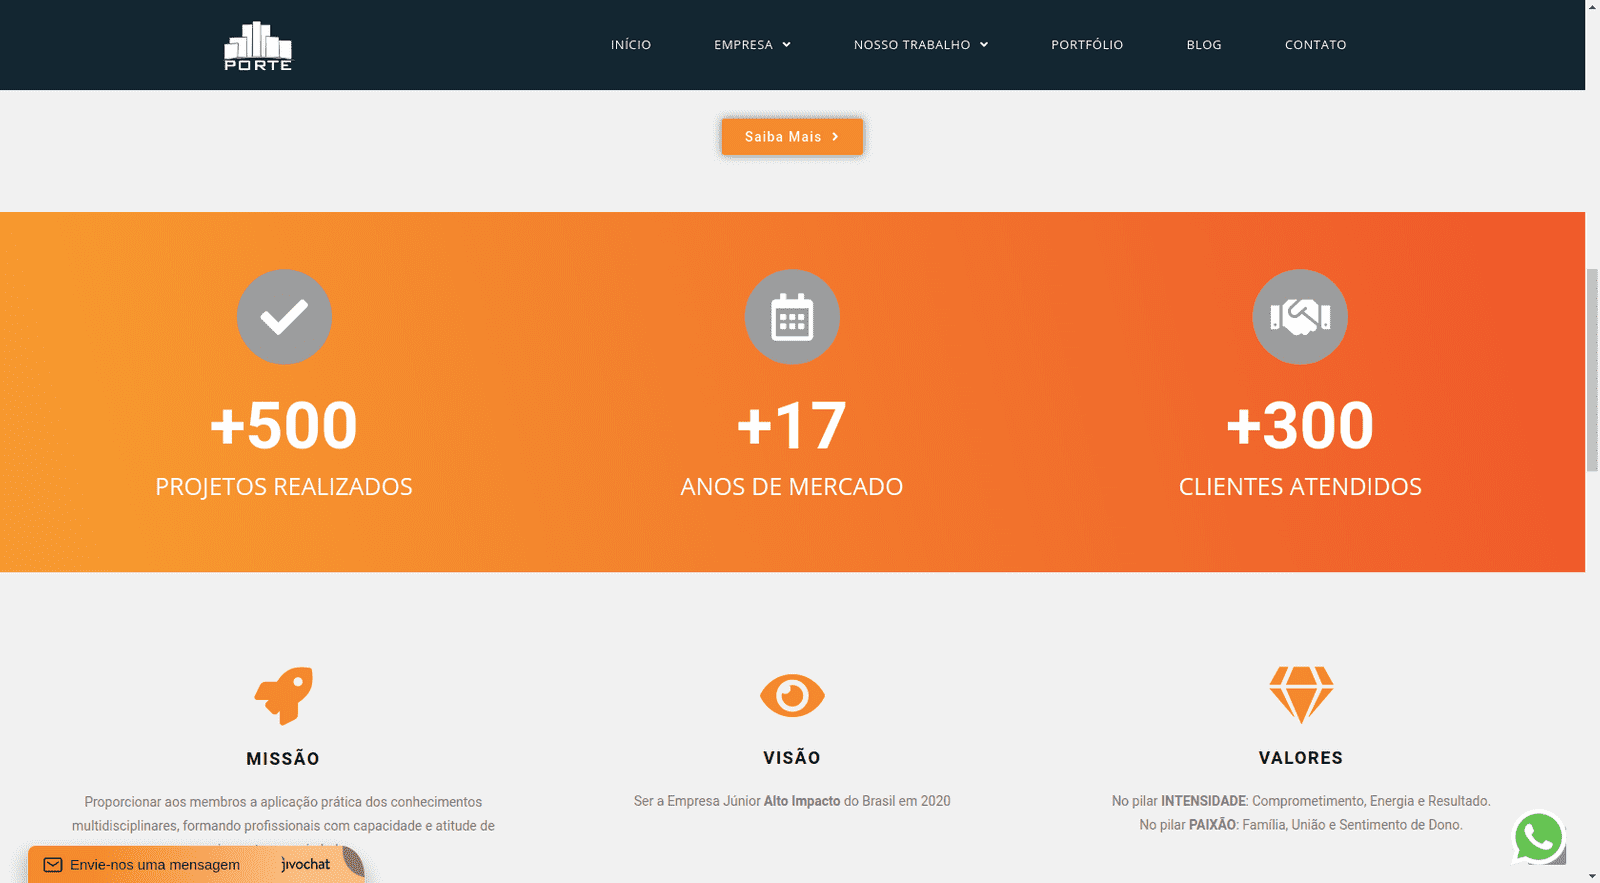 PORTE
INÍCIO EMPRESA NOSSO TRABALHO PORTFÓLIO BLOG CONTATO
Saiba Mais
+500
PROJETOS REALIZADOS
+17
ANOS DE MERCADO
+300
CLIENTES ATENDIDOS
MISSÃO
Proporcionar aos membros a aplicação prática dos conhecimentos
multidisciplinares, formando profissionais com capacidade e atitude de
VISÃO
Ser a Empresa Júnior Alto Impacto do Brasil em 2020
VALORES
No pilar INTENSIDADE: Comprometimento, Energia e Resultado.
No pilar PAIXÃO: Família, União e Sentimento de Dono.
Envie-nos uma mensagem jivochat